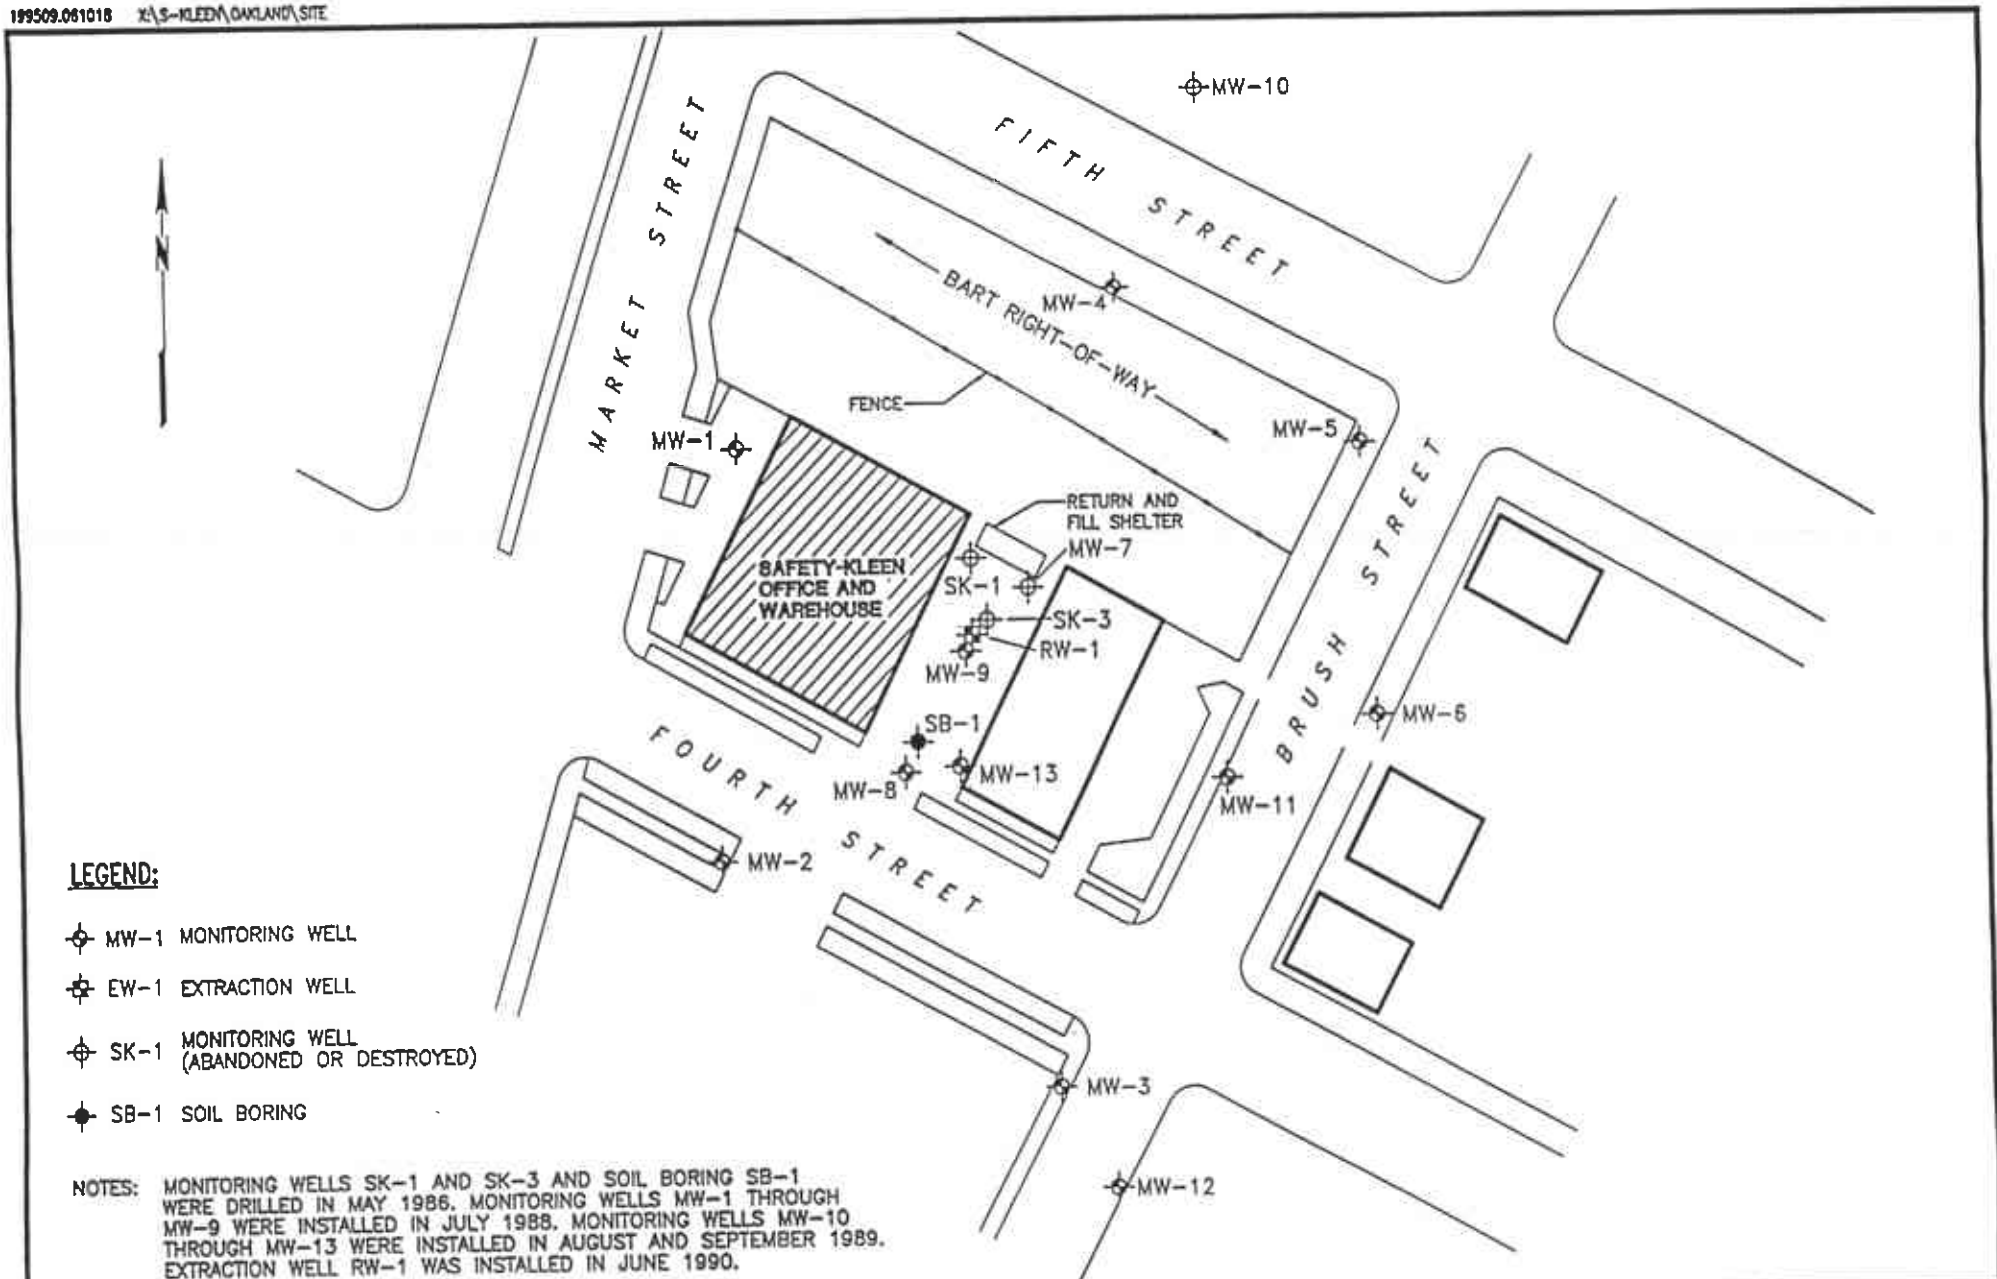 199509.061018 X:\S-KLEEN\OAKLAND\SITE
MW-10
FIFTH STREET
MARKET STREET
N
MW-4
BART RIGHT-OF-WAY
FENCE
MW-5
MW-1
RETURN AND
FILL SHELTER
MW-7
SAFETY-KLEEN
OFFICE AND
WAREHOUSE
SK-1
SK-3
RW-1
MW-9
BRUSH STREET
MW-6
SB-1
FOURTH STREET
MW-8
MW-13
MW-11
MW-2
LEGEND:
MW-1 MONITORING WELL
EW-1 EXTRACTION WELL
SK-1 MONITORING WELL
(ABANDONED OR DESTROYED)
SB-1 SOIL BORING
MW-3
MW-12
NOTES: MONITORING WELLS SK-1 AND SK-3 AND SOIL BORING SB-1
WERE DRILLED IN MAY 1986. MONITORING WELLS MW-1 THROUGH
MW-9 WERE INSTALLED IN JULY 1988. MONITORING WELLS MW-10
THROUGH MW-13 WERE INSTALLED IN AUGUST AND SEPTEMBER 1989.
EXTRACTION WELL RW-1 WAS INSTALLED IN JUNE 1990.